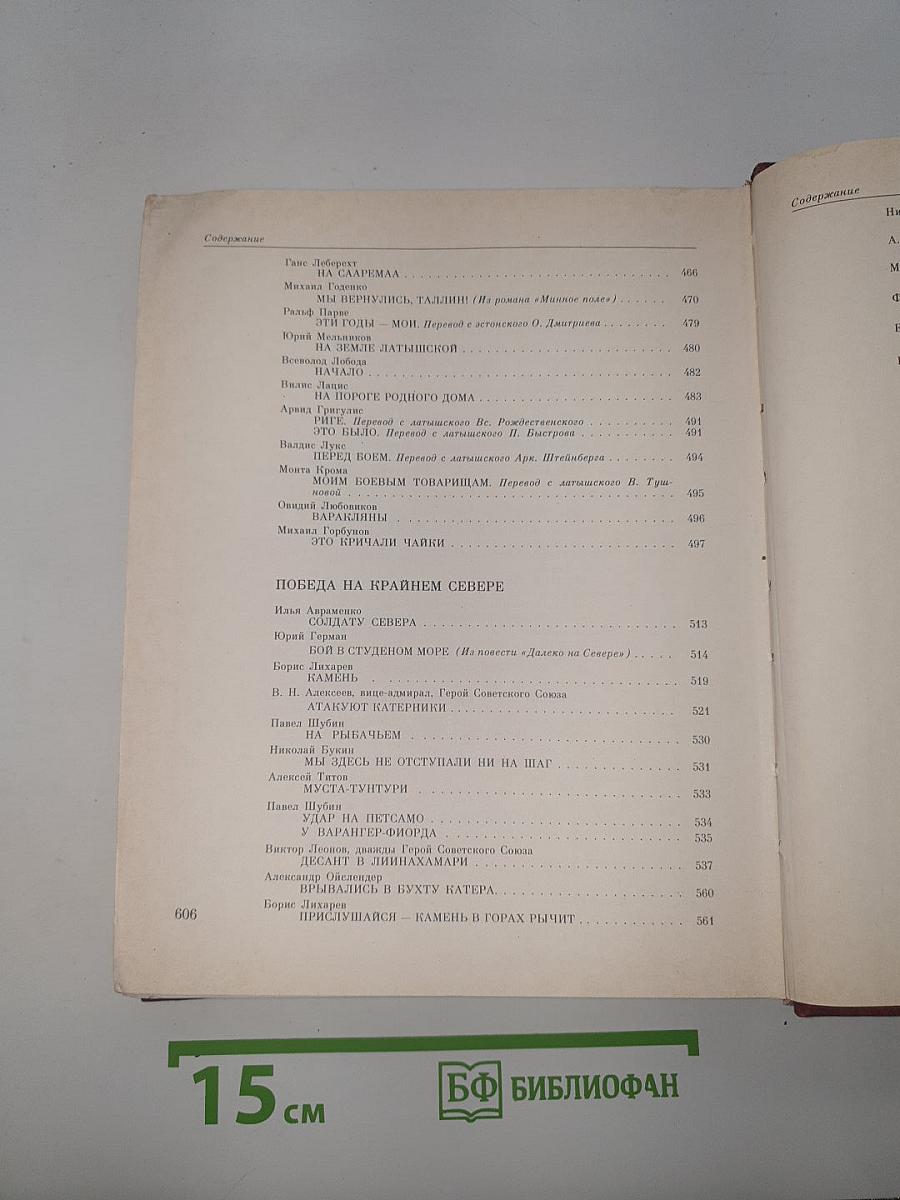 Содержание
Ганс Леберехт
НА СААРЕМАА . . . . . . . . . . . . . . . . . . . . . . . . . . . . . . . . 466
Михаил Годенко
МЫ ВЕРНУЛИСЬ, ТАЛЛИН! (Из романа «Минное поле») . . . . . . 470
Ральф Парве
ЭТИ ГОДЫ — МОИ. Перевод с эстонского О. Дмитриева . . . . . . . . 479
Юрий Мельников
НА ЗЕМЛЕ ЛАТЫШСКОЙ . . . . . . . . . . . . . . . . . . . . . . . . . 480
Всеволод Лобода
НАЧАЛО . . . . . . . . . . . . . . . . . . . . . . . . . . . . . . . . . . . . 482
Вилис Лацис
НА ПОРОГЕ РОДНОГО ДОМА . . . . . . . . . . . . . . . . . . . . . . . 483
Арвид Григулис
РИГЕ. Перевод с латышского Вс. Рождественского . . . . . . . . . . 491
ЭТО БЫЛО. Перевод с латышского П. Быстрова . . . . . . . . . . . 491
Валдис Лукс
ПЕРЕД БОЕМ. Перевод с латышского Арк. Штейнберга . . . . . . . . 494
Монта Крома
МОИМ БОЕВЫМ ТОВАРИЩАМ. Перевод с латышского В. Туш-
новой . . . . . . . . . . . . . . . . . . . . . . . . . . . . . . . . . . . . . . 495
Овидий Любовиков
ВАРАКЛЯНЫ . . . . . . . . . . . . . . . . . . . . . . . . . . . . . . . . . 496
Михаил Горбунов
ЭТО КРИЧАЛИ ЧАЙКИ . . . . . . . . . . . . . . . . . . . . . . . . . . . 497
ПОБЕДА НА КРАЙНЕМ СЕВЕРЕ
Илья Авраменко
СОЛДАТУ СЕВЕРА . . . . . . . . . . . . . . . . . . . . . . . . . . . . . . 513
Юрий Герман
БОЙ В СТУДЕНОМ МОРЕ (Из повести «Далеко на Севере») . . . . . 514
Борис Лихарев
КАМЕНЬ . . . . . . . . . . . . . . . . . . . . . . . . . . . . . . . . . . . . 519
В. Н. Алексеев, вице-адмирал, Герой Советского Союза
АТАКУЮТ КАТЕРНИКИ . . . . . . . . . . . . . . . . . . . . . . . . . . . 521
Павел Шубин
НА РЫБАЧЬЕМ . . . . . . . . . . . . . . . . . . . . . . . . . . . . . . . . 530
Николай Букин
МЫ ЗДЕСЬ НЕ ОТСТУПАЛИ НИ НА ШАГ . . . . . . . . . . . . . . . 531
Алексей Титов
МУСТА-ТУНТУРИ . . . . . . . . . . . . . . . . . . . . . . . . . . . . . . . 533
Павел Шубин
УДАР НА ПЕТСАМО . . . . . . . . . . . . . . . . . . . . . . . . . . . . . . 534
У ВАРАНГЕР-ФИОРДА . . . . . . . . . . . . . . . . . . . . . . . . . . . . 535
Виктор Леонов, дважды Герой Советского Союза
ДЕСАНТ В ЛИИНАХАМАРИ . . . . . . . . . . . . . . . . . . . . . . . . . 537
Александр Ойслендер
ВРЫВАЛИСЬ В БУХТУ КАТЕРА. . . . . . . . . . . . . . . . . . . . . . . 560
Борис Лихарев
ПРИСЛУШАЙСЯ — КАМЕНЬ В ГОРАХ РЫЧИТ . . . . . . . . . . . . 561
606
Содержание
Ни
А.
М
Ф
15 см
БФ БИБЛИОФАН